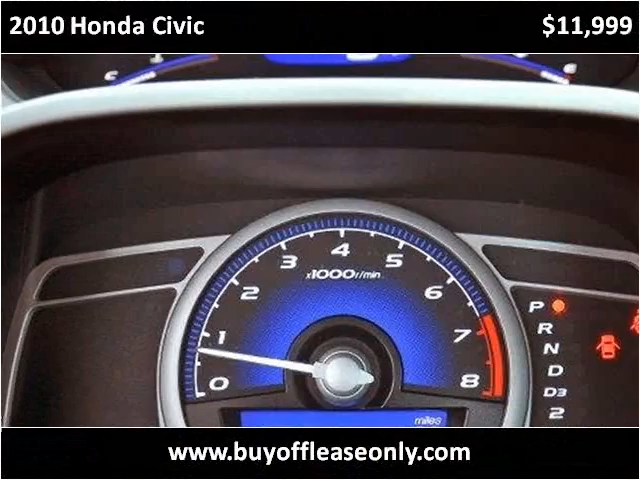 2010 Honda Civic $11,999
C
4
3 5
x1000r/min
2 6
P
R
1 7
N
D
0 8
D3
2
miles
www.buyoffleaseonly.com